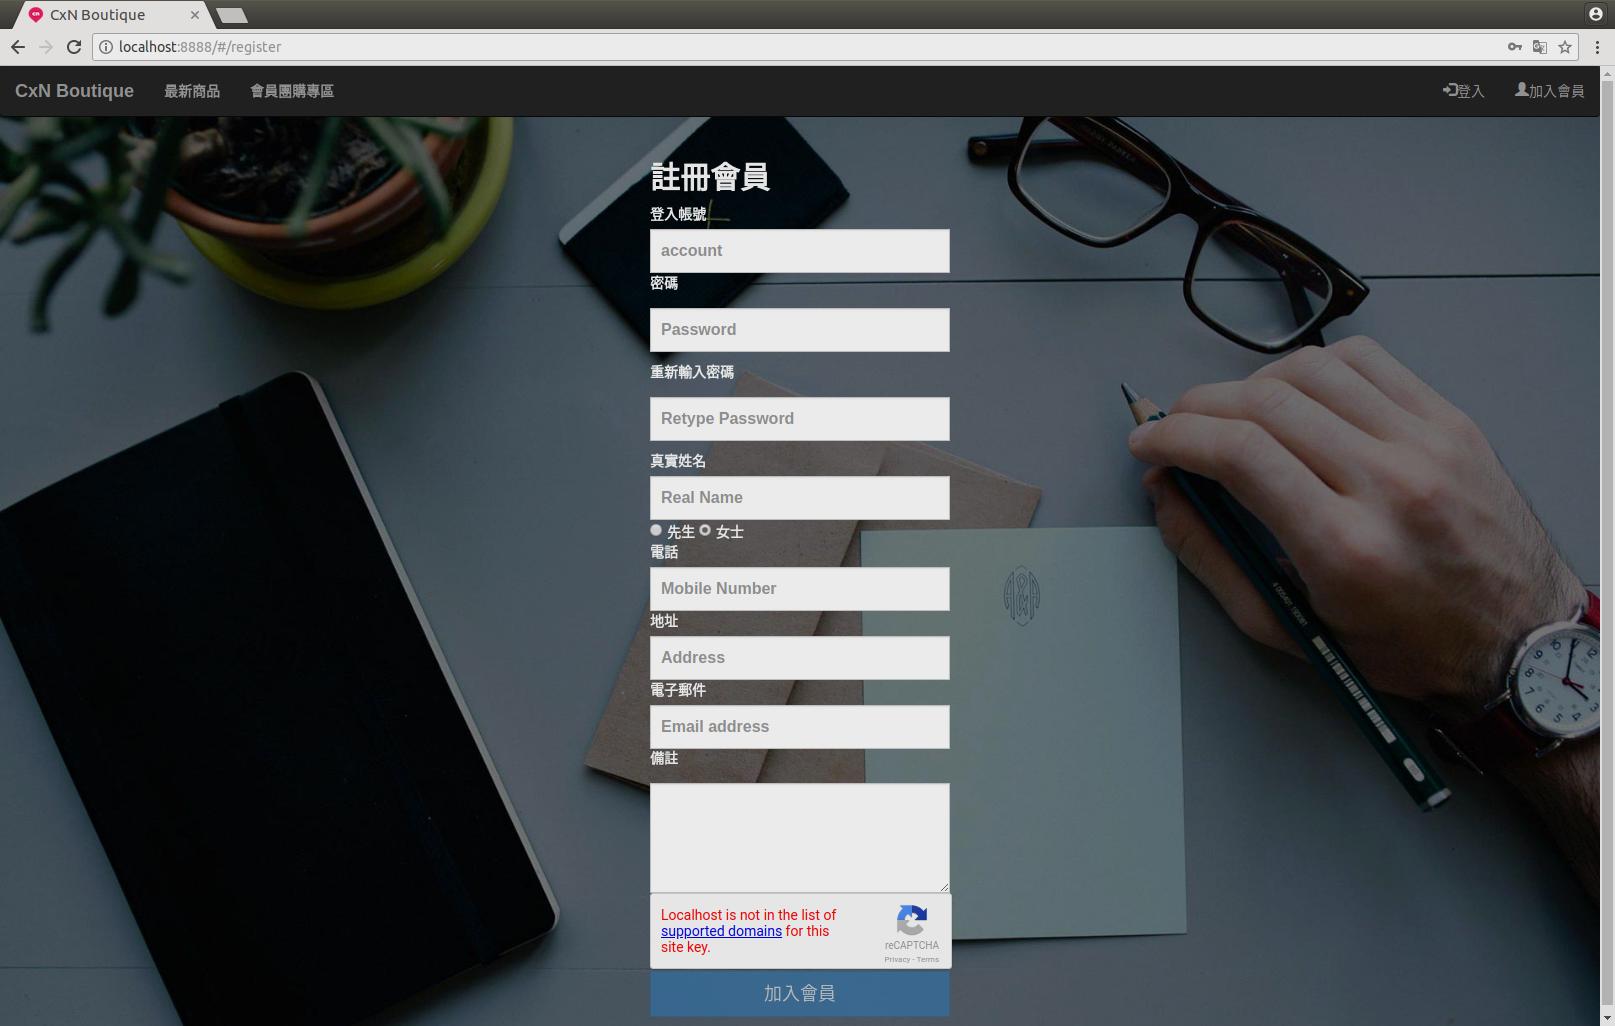 CxN Boutique
localhost:8888/#/register
CxN Boutique 最新商品 會員團購專區 登入 加入會員
註冊會員
登入帳號
account
密碼
Password
重新輸入密碼
Retype Password
真實姓名
Real Name
先生 女士
電話
Mobile Number
地址
Address
電子郵件
Email address
備註
Localhost is not in the list of
supported domains for this
site key.
reCAPTCHA
Privacy - Terms
加入會員